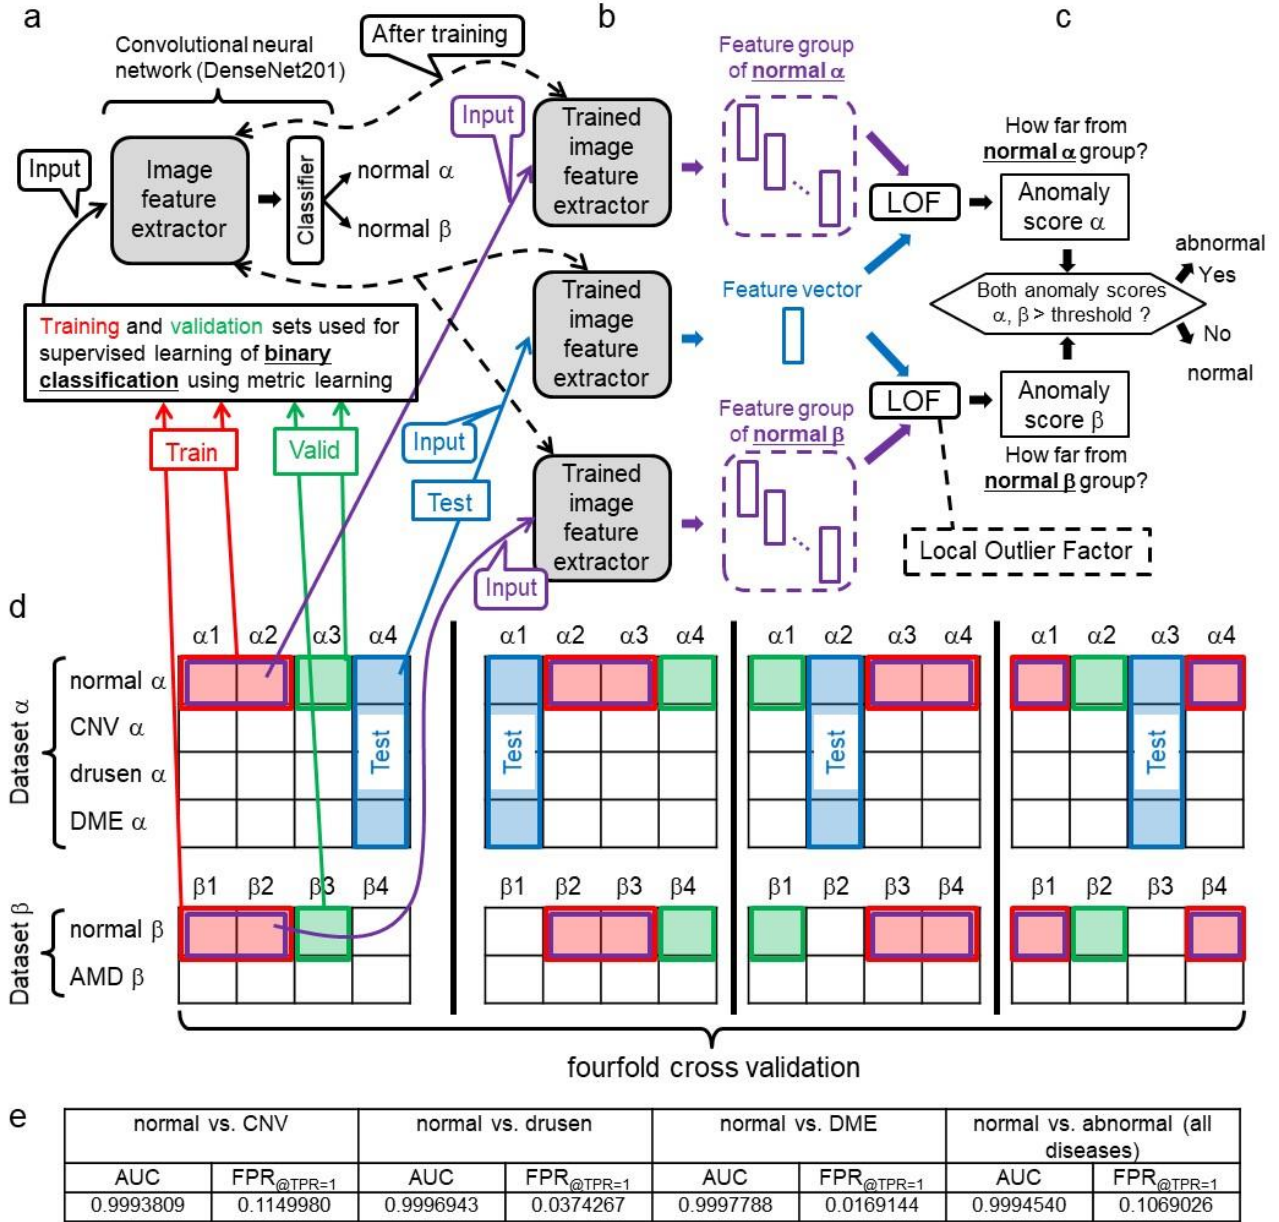 a
b
c
Convolutional neural
network (DenseNet201)
After training
Input
Image
feature
extractor
Classifier
normal α
normal β
Training and validation sets used for
supervised learning of binary
classification using metric learning
Train
Valid
Input
Trained
image
feature
extractor
Trained
image
feature
extractor
Input
Test
Trained
image
feature
extractor
Input
Feature group
of normal α
Feature vector
Feature group
of normal β
LOF
LOF
How far from
normal α group?
Anomaly
score α
Both anomaly scores
α, β > threshold ?
abnormal
Yes
No
normal
Anomaly
score β
How far from
normal β group?
Local Outlier Factor
d
α1 α2 α3 α4 α1 α2 α3 α4 α1 α2 α3 α4 α1 α2 α3 α4
Dataset α
normal α
CNV α
drusen α
DME α
Test Test Test Test
β1 β2 β3 β4 β1 β2 β3 β4 β1 β2 β3 β4 β1 β2 β3 β4
Dataset β
normal β
AMD β
fourfold cross validation
e
normal vs. CNV normal vs. drusen normal vs. DME normal vs. abnormal (all
diseases)
AUC FPR@TPR=1 AUC FPR@TPR=1 AUC FPR@TPR=1 AUC FPR@TPR=1
0.9993809 0.1149980 0.9996943 0.0374267 0.9997788 0.0169144 0.9994540 0.1069026